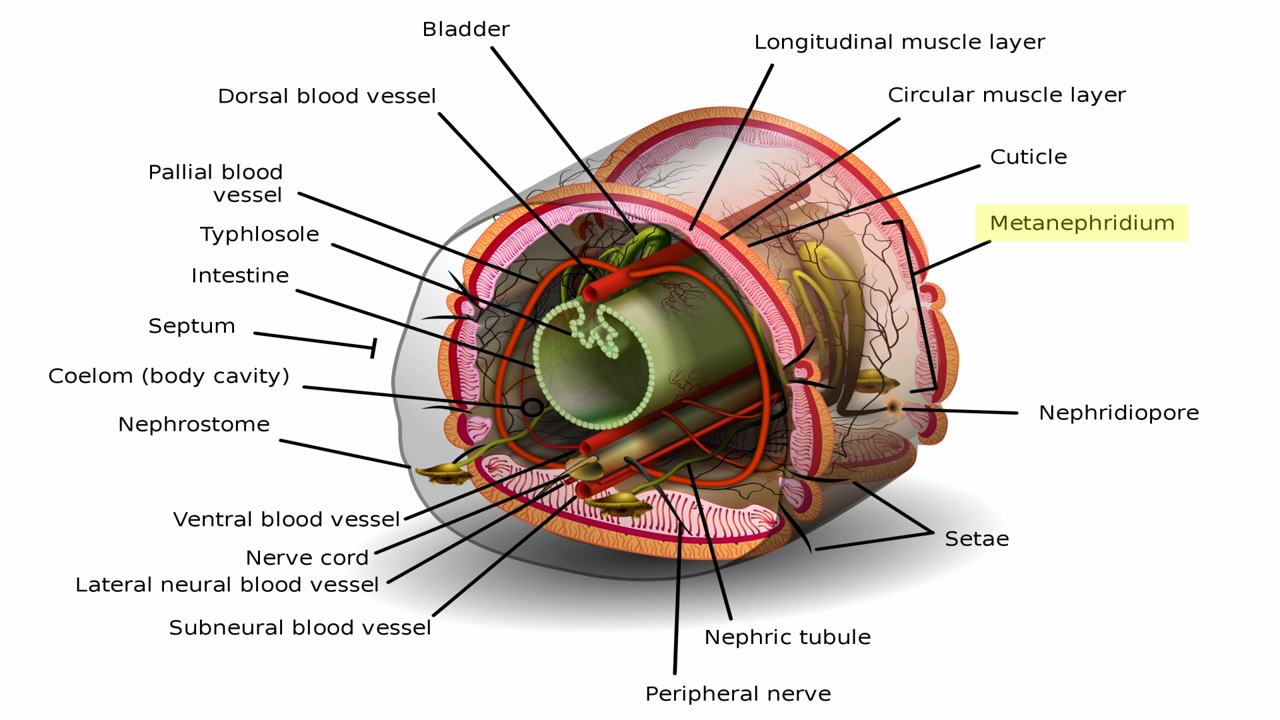 Bladder
Longitudinal muscle layer
Dorsal blood vessel
Circular muscle layer
Cuticle
Pallial blood
vessel
Metanephridium
Typhlosole
Intestine
Septum
Coelom (body cavity)
Nephridiopore
Nephrostome
Ventral blood vessel
Setae
Nerve cord
Lateral neural blood vessel
Subneural blood vessel
Nephric tubule
Peripheral nerve